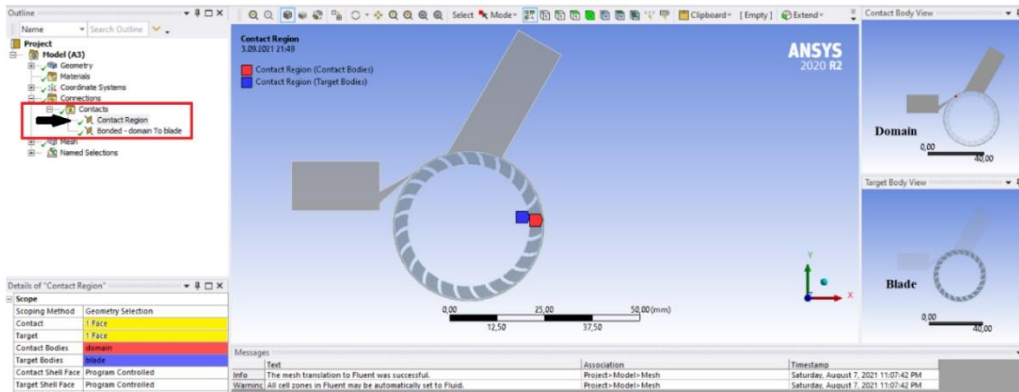 Outline
Name
Search Outline
Project
Model (A3)
Geometry
Materials
Coordinate Systems
Connections
Contacts
Contact Region
Bonded - domain To blade
Mesh
Named Selections
Select
Mode
Clipboard
[ Empty ]
Extend
Contact Region
3.09.2021 21:49
Contact Region (Contact Bodies)
Contact Region (Target Bodies)
ANSYS
2020 R2
0,00
25,00
50,00 (mm)
12,50
37,50
Y
X
Contact Body View
Domain
0,00
40,00
Target Body View
Blade
0,00
40,00
Details of "Contact Region"
Scope
Scoping Method Geometry Selection
Contact 1 Face
Target 1 Face
Contact Bodies domain
Target Bodies blade
Contact Shell Face Program Controlled
Target Shell Face Program Controlled
Messages
Text Association Timestamp
Info The mesh translation to Fluent was successful. Project>Model>Mesh Saturday, August 7, 2021 11:07:42 PM
Warning All cell zones in Fluent may be automatically set to Fluid. Project>Model>Mesh Saturday, August 7, 2021 11:07:42 PM